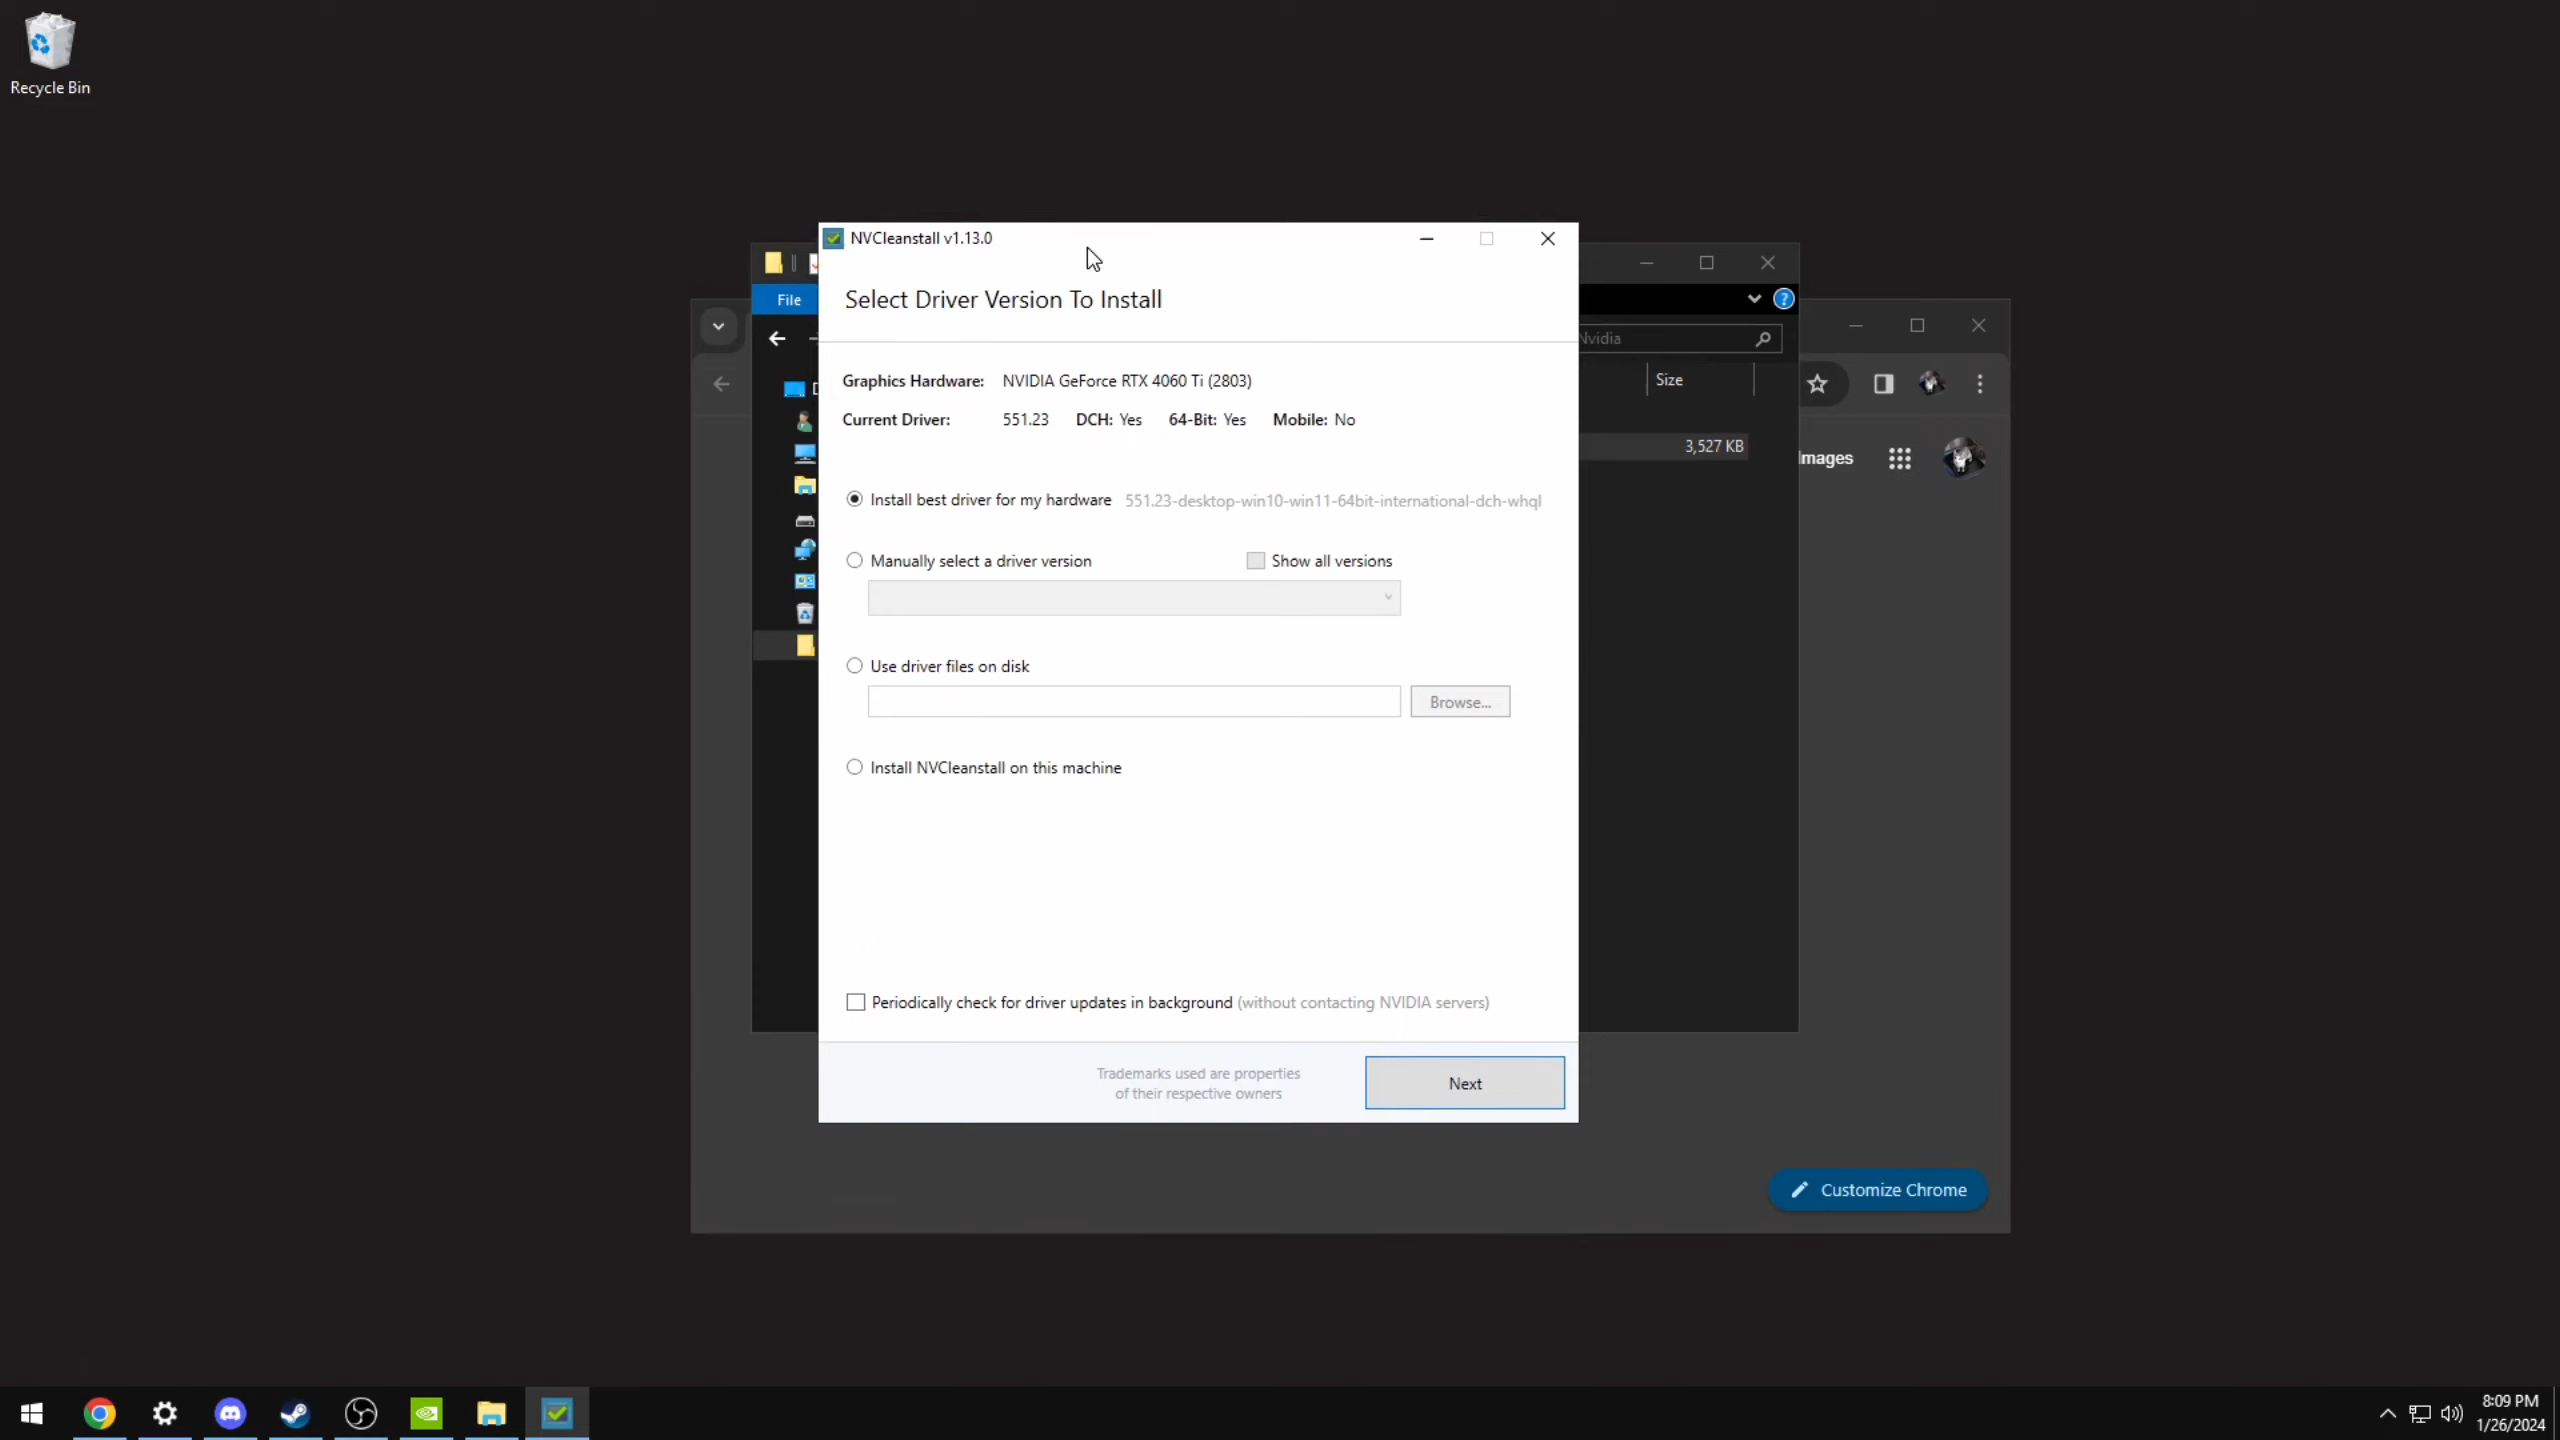 Recycle Bin
NVCleanstall v1.13.0
Select Driver Version To Install
File
Nvidia
Size
Graphics Hardware: NVIDIA GeForce RTX 4060 Ti (2803)
Current Driver: 551.23 DCH: Yes 64-Bit: Yes Mobile: No
3,527 KB
Images
Install best driver for my hardware 551.23-desktop-win10-win11-64bit-international-dch-whql
Manually select a driver version Show all versions
Use driver files on disk
Browse...
Install NVCleanstall on this machine
Periodically check for driver updates in background (without contacting NVIDIA servers)
Trademarks used are properties
of their respective owners
Next
Customize Chrome
8:09 PM
1/26/2024